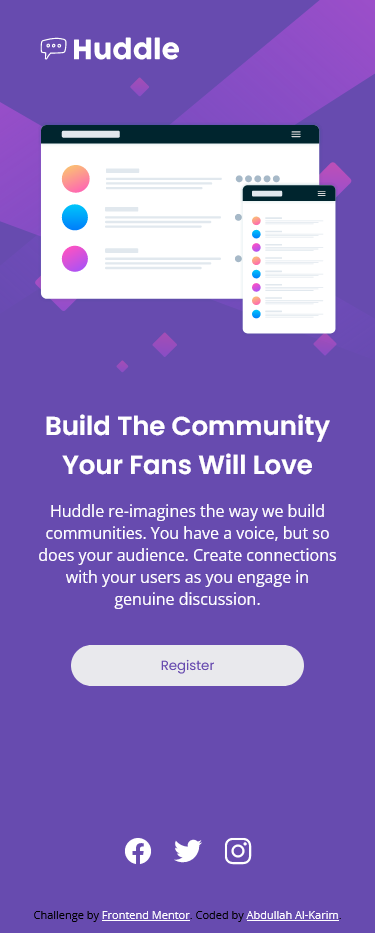 Huddle
Build The Community
Your Fans Will Love
Huddle re-imagines the way we build
communities. You have a voice, but so
does your audience. Create connections
with your users as you engage in
genuine discussion.
Register
Challenge by Frontend Mentor. Coded by Abdullah Al-Karim.